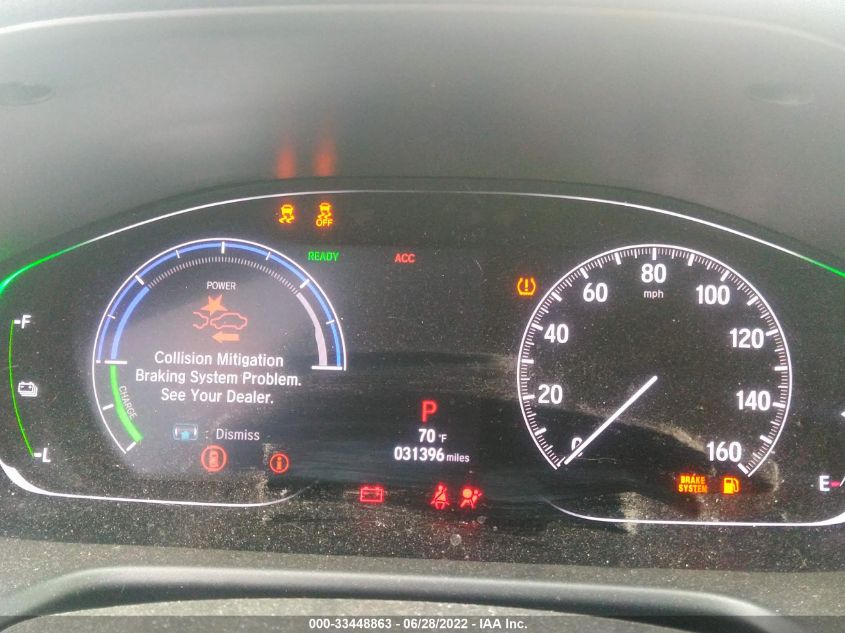 OFF
READY
ACC
POWER
80
mph
60
100
40
120
F
20
140
0
160
CHARGE
L
E
Collision Mitigation
Braking System Problem.
See Your Dealer.
: Dismiss
P
70 °F
031396 miles
BRAKE
SYSTEM
000-33448863 - 06/28/2022 - IAA Inc.